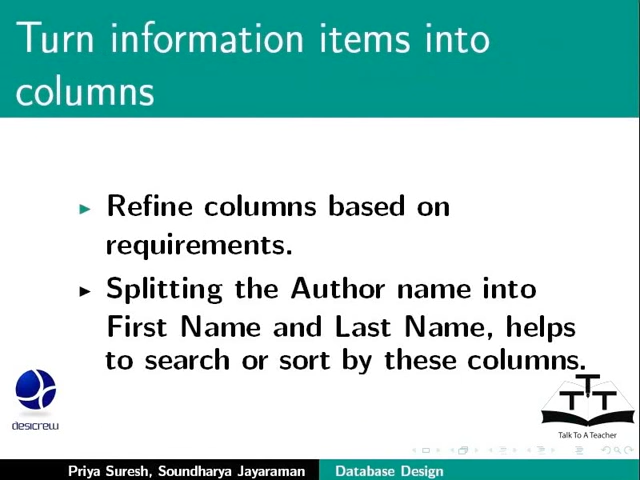 Turn information items into
columns
Refine columns based on
requirements.
Splitting the Author name into
First Name and Last Name, helps
to search or sort by these columns.
desicrew
TTT
Talk To A Teacher
Priya Suresh, Soundharya Jayaraman
Database Design